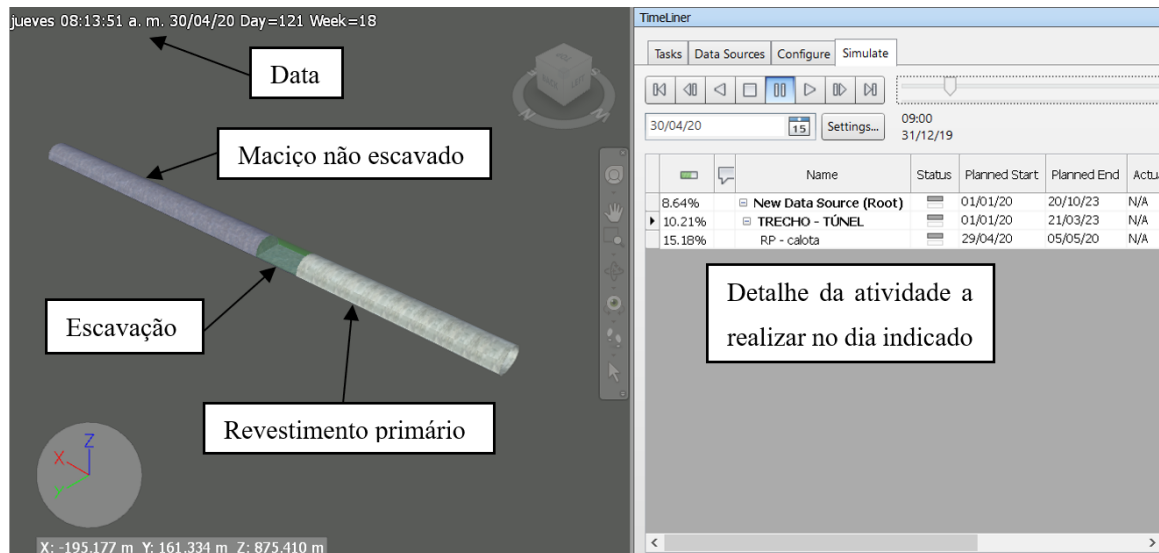 jueves 08:13:51 a. m. 30/04/20 Day=121 Week=18
Data
Maciço não escavado
Escavação
Revestimento primário
X
Y
Z
X: -195.177 m Y: 161.334 m Z: 875.410 m
TimeLiner
Tasks Data Sources Configure Simulate
30/04/20 15 Settings... 09:00
31/12/19
Name Status Planned Start Planned End Actu
8.64% New Data Source (Root) 01/01/20 20/10/23 N/A
10.21% TRECHO - TÚNEL 01/01/20 21/03/23 N/A
15.18% RP - calota 29/04/20 05/05/20 N/A
Detalhe da atividade a
realizar no dia indicado